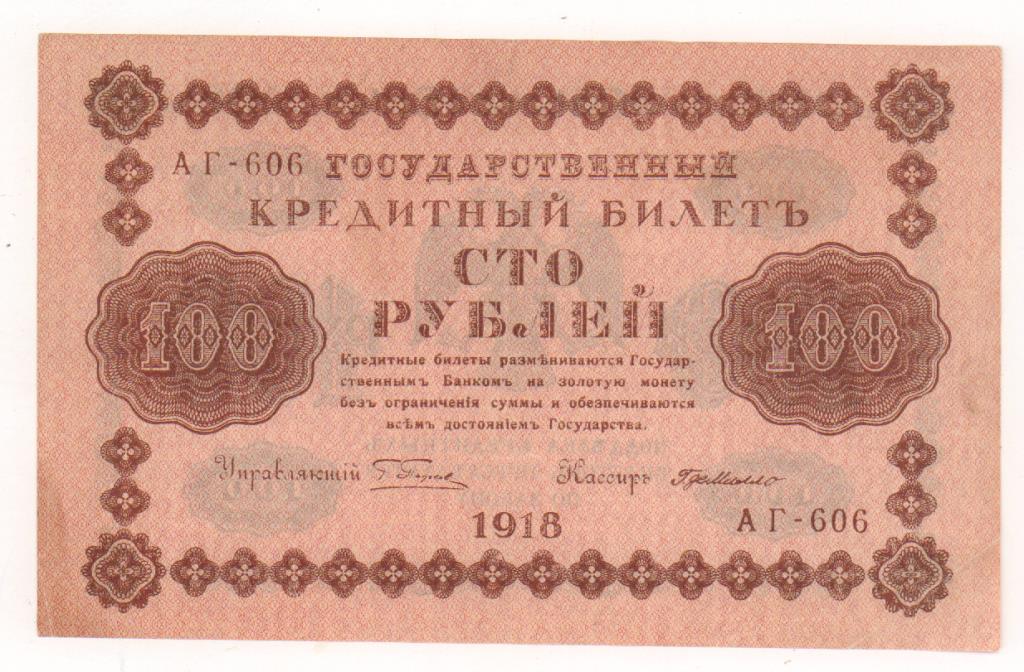 АГ-606 ГОСУДАРСТВЕННЫЙ
КРЕДИТНЫЙ БИЛЕТЪ
СТО
РУБЛЕЙ
100 100
Кредитные билеты размѣниваются Государ-
ственнымъ Банкомъ на золотую монету
безъ ограниченія суммы и обезпечиваются
всѣмъ достояніемъ Государства.
Управляющій Кассиръ
1918 АГ-606